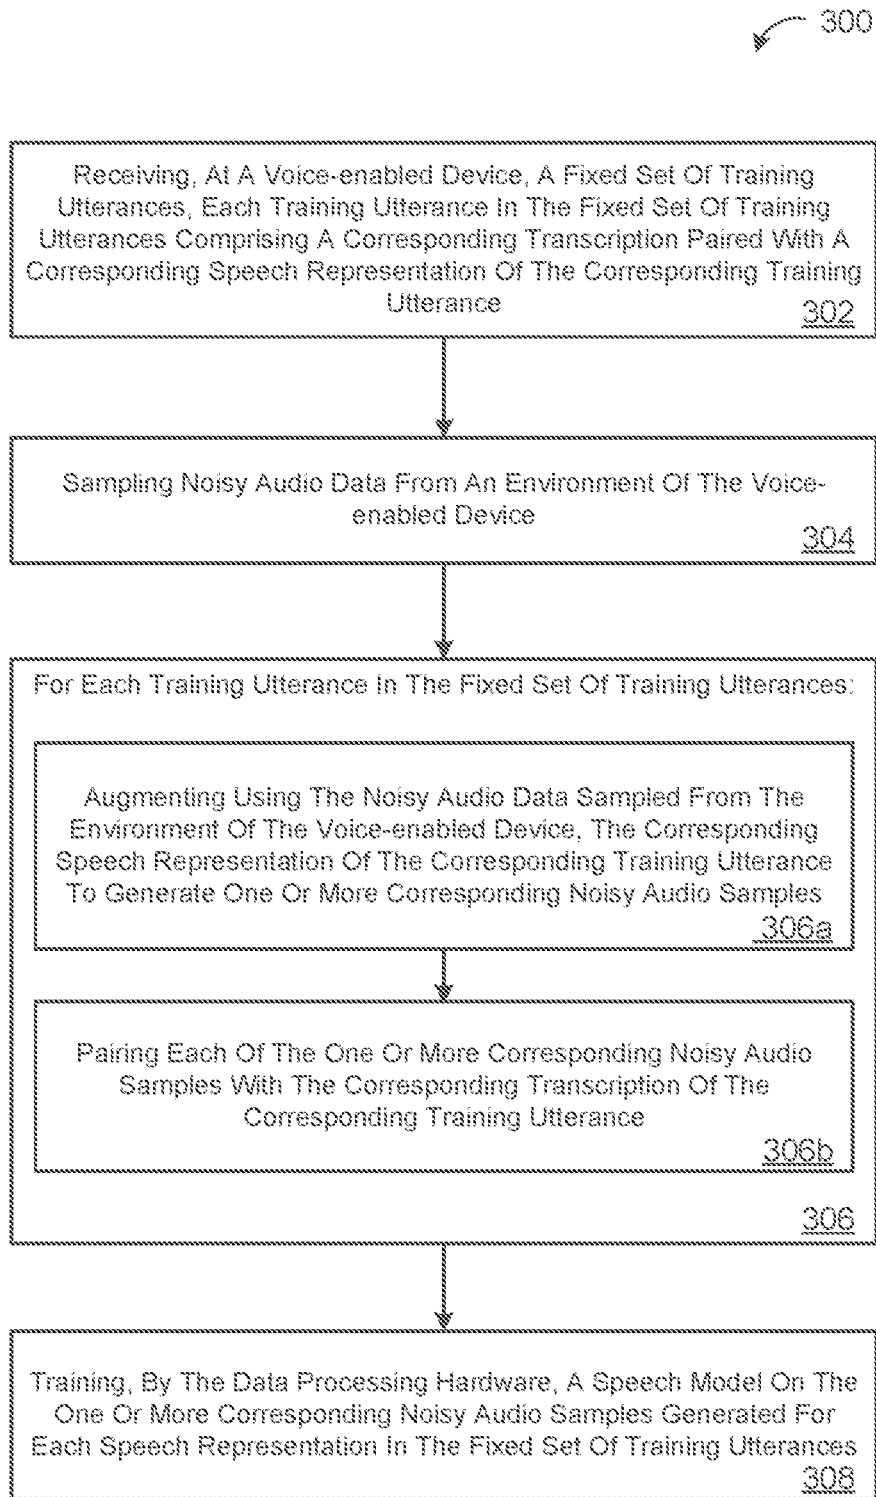 300
Receiving, At A Voice-enabled Device, A Fixed Set Of Training
Utterances, Each Training Utterance In The Fixed Set Of Training
Utterances Comprising A Corresponding Transcription Paired With A
Corresponding Speech Representation Of The Corresponding Training
Utterance
302
Sampling Noisy Audio Data From An Environment Of The Voice-
enabled Device
304
For Each Training Utterance In The Fixed Set Of Training Utterances:
Augmenting Using The Noisy Audio Data Sampled From The
Environment Of The Voice-enabled Device, The Corresponding
Speech Representation Of The Corresponding Training Utterance
To Generate One Or More Corresponding Noisy Audio Samples
306a
Pairing Each Of The One Or More Corresponding Noisy Audio
Samples With The Corresponding Transcription Of The
Corresponding Training Utterance
306b
306
Training, By The Data Processing Hardware, A Speech Model On The
One Or More Corresponding Noisy Audio Samples Generated For
Each Speech Representation In The Fixed Set Of Training Utterances
308